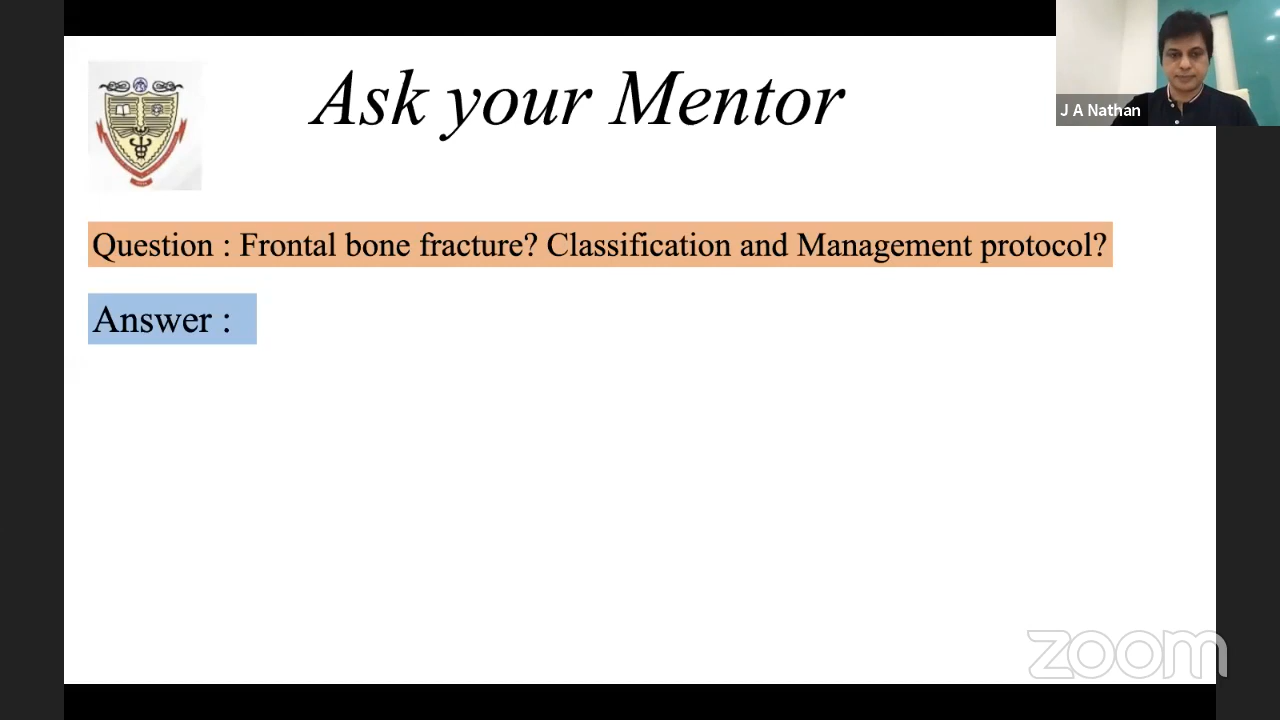 Ask your Mentor
J A Nathan
Question : Frontal bone fracture? Classification and Management protocol?
Answer :
zoom